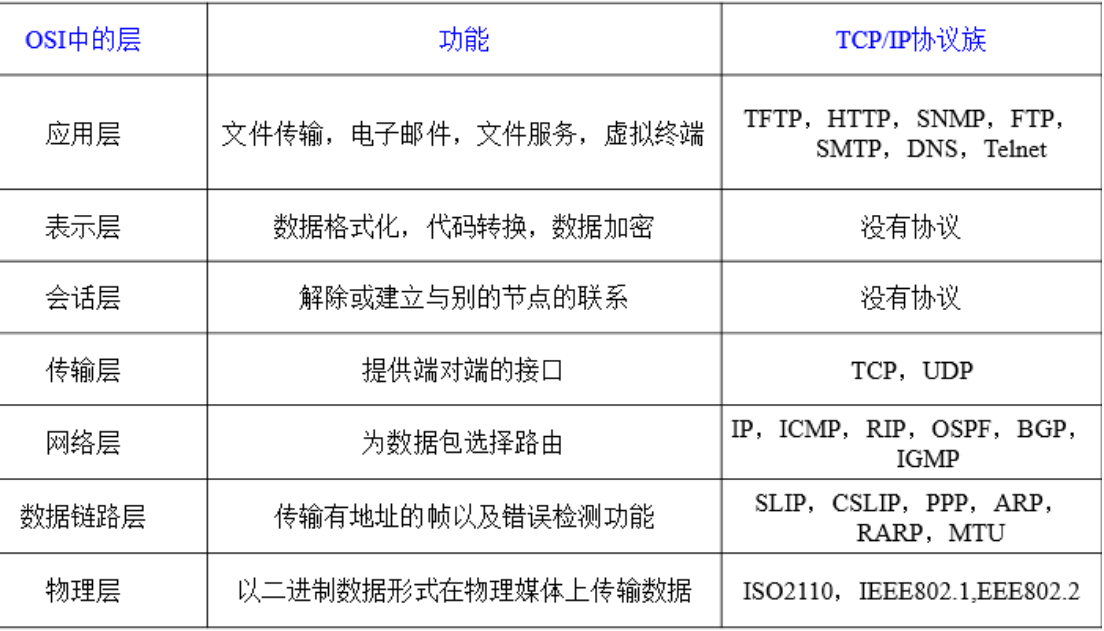 OSI中的层 功能 TCP/IP协议族
应用层 文件传输，电子邮件，文件服务，虚拟终端 TFTP，HTTP，SNMP，FTP，
SMTP，DNS，Telnet
表示层 数据格式化，代码转换，数据加密 没有协议
会话层 解除或建立与别的节点的联系 没有协议
传输层 提供端对端的接口 TCP，UDP
网络层 为数据包选择路由 IP，ICMP，RIP，OSPF，BGP，
IGMP
数据链路层 传输有地址的帧以及错误检测功能 SLIP，CSLIP，PPP，ARP，
RARP，MTU
物理层 以二进制数据形式在物理媒体上传输数据 ISO2110，IEEE802.1,EEE802.2